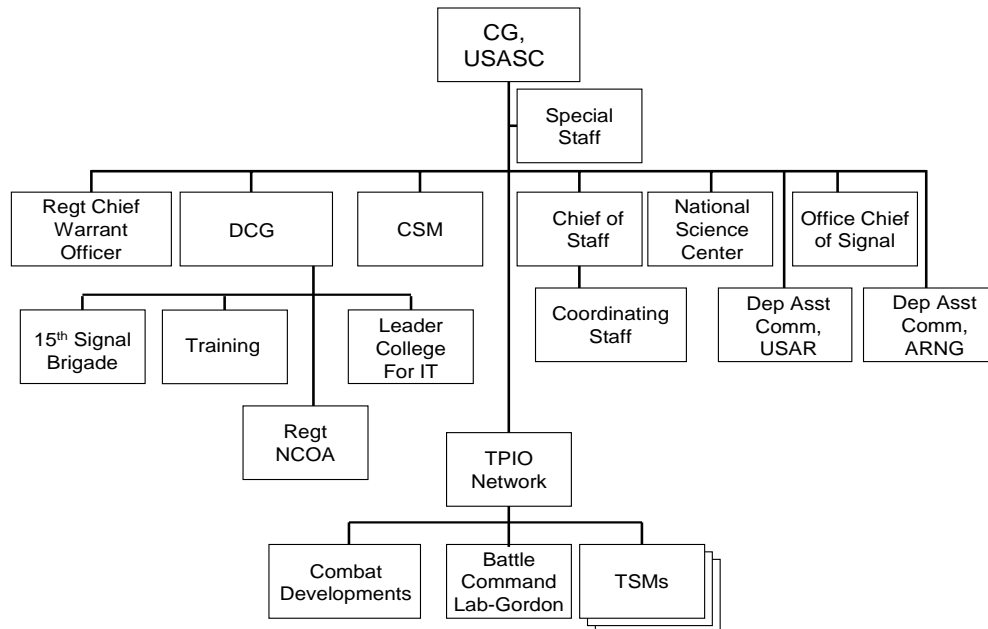 CG,
USASC
Special
Staff
Regt Chief
Warrant
Officer
DCG
CSM
Chief of
Staff
National
Science
Center
Office Chief
of Signal
15th Signal
Brigade
Training
Leader
College
For IT
Coordinating
Staff
Dep Asst
Comm,
USAR
Dep Asst
Comm,
ARNG
Regt
NCOA
TPIO
Network
Combat
Developments
Battle
Command
Lab-Gordon
TSMs